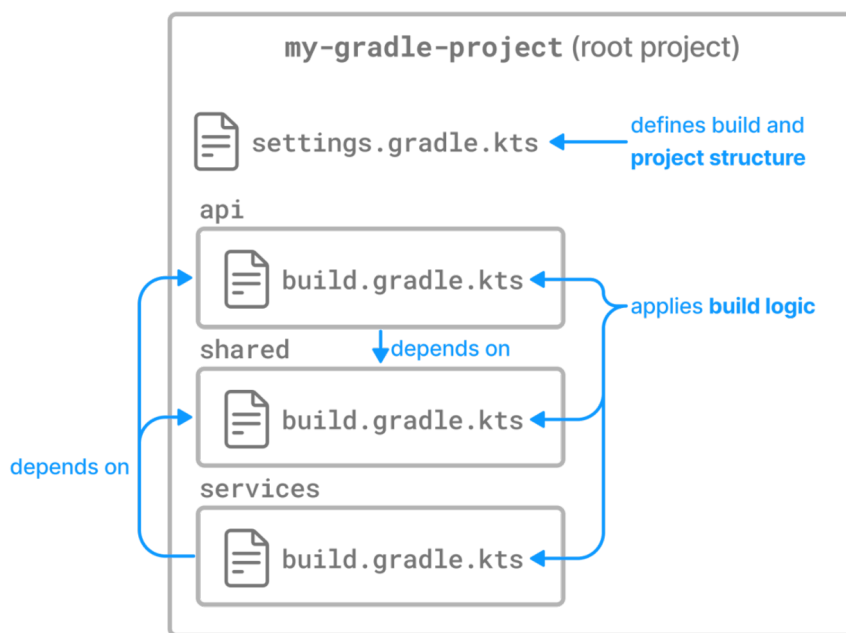 my-gradle-project (root project)
settings.gradle.kts
defines build and
project structure
api
build.gradle.kts
applies build logic
depends on
shared
build.gradle.kts
depends on
services
build.gradle.kts